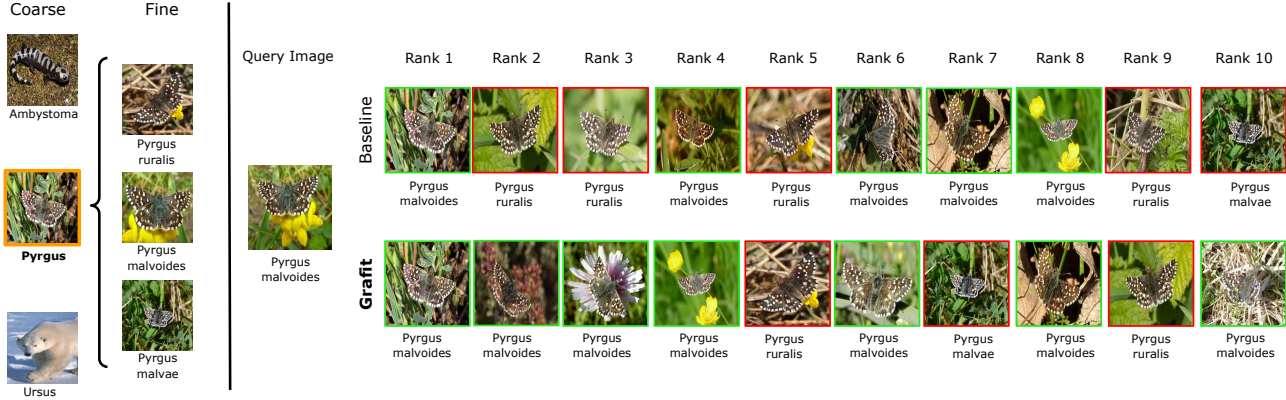 Coarse
Fine
Ambystoma
Pyrgus
Ursus
Pyrgus
ruralis
Pyrgus
malvoides
Pyrgus
malvae
Query Image
Pyrgus
malvoides
Rank 1 Rank 2 Rank 3 Rank 4 Rank 5 Rank 6 Rank 7 Rank 8 Rank 9 Rank 10
Baseline
Pyrgus Pyrgus Pyrgus Pyrgus Pyrgus Pyrgus Pyrgus Pyrgus Pyrgus Pyrgus
malvoides ruralis ruralis malvoides ruralis malvoides malvoides malvoides ruralis malvae
Grafit
Pyrgus Pyrgus Pyrgus Pyrgus Pyrgus Pyrgus Pyrgus Pyrgus Pyrgus Pyrgus
malvoides malvoides malvoides malvoides ruralis malvoides malvae malvoides ruralis malvoides